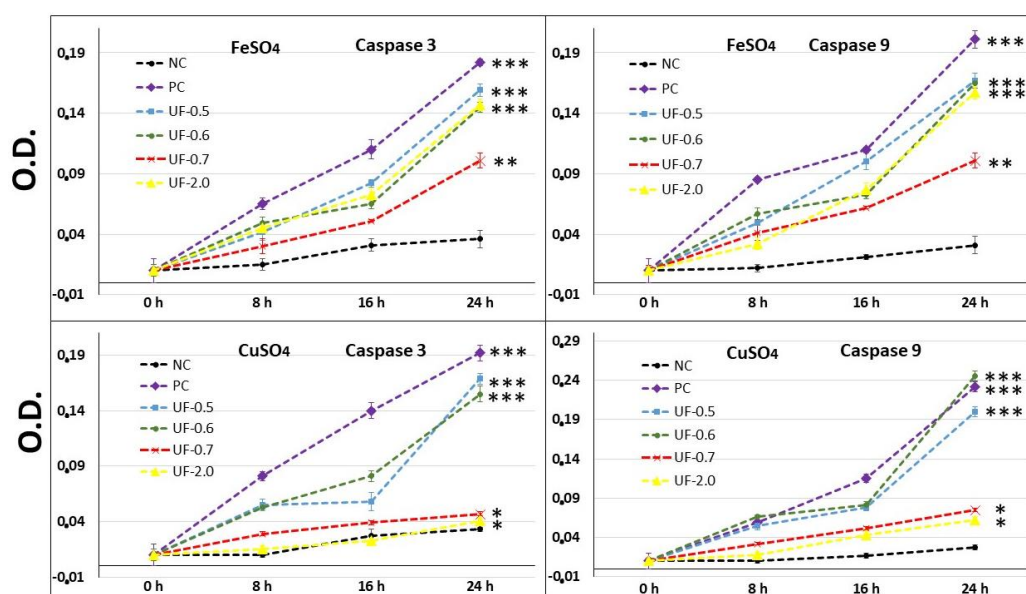 FeSO4 Caspase 3
0,19
0,14
0,09
0,04
-0,01
O.D.
NC
PC
UF-0.5
UF-0.6
UF-0.7
UF-2.0
***
***
***
**
0 h 8 h 16 h 24 h
FeSO4 Caspase 9
0,19
0,14
0,09
0,04
-0,01
NC
PC
UF-0.5
UF-0.6
UF-0.7
UF-2.0
***
***
***
**
0 h 8 h 16 h 24 h
CuSO4 Caspase 3
0,19
0,14
0,09
0,04
-0,01
O.D.
NC
PC
UF-0.5
UF-0.6
UF-0.7
UF-2.0
***
***
***
*
*
0 h 8 h 16 h 24 h
CuSO4 Caspase 9
0,29
0,24
0,19
0,14
0,09
0,04
-0,01
NC
PC
UF-0.5
UF-0.6
UF-0.7
UF-2.0
***
***
***
*
*
0 h 8 h 16 h 24 h